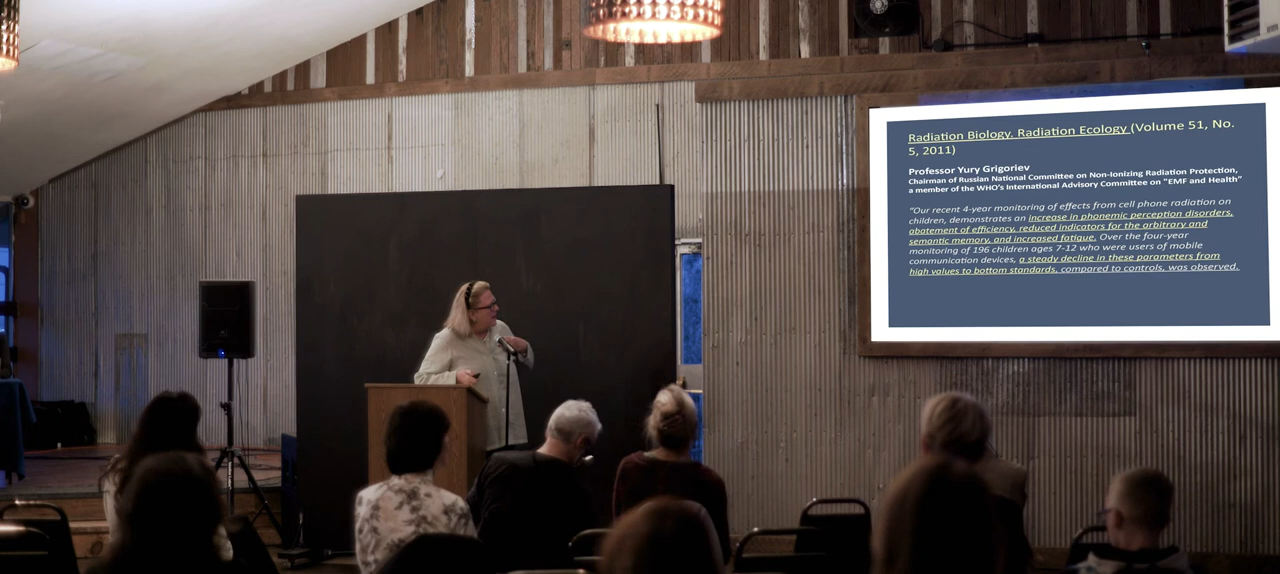 Radiation Biology. Radiation Ecology (Volume 51, No.
5, 2011)
Professor Yury Grigoriev
Chairman of Russian National Committee on Non-Ionizing Radiation Protection,
a member of the WHO's International Advisory Committee on "EMF and Health"
"Our recent 4-year monitoring of effects from cell phone radiation on
children, demonstrates an increase in phonemic perception disorders,
abatement of efficiency, reduced indicators for the arbitrary and
semantic memory, and increased fatigue. Over the four-year
monitoring of 196 children ages 7-12 who were users of mobile
communication devices, a steady decline in these parameters from
high values to bottom standards, compared to controls, was observed.